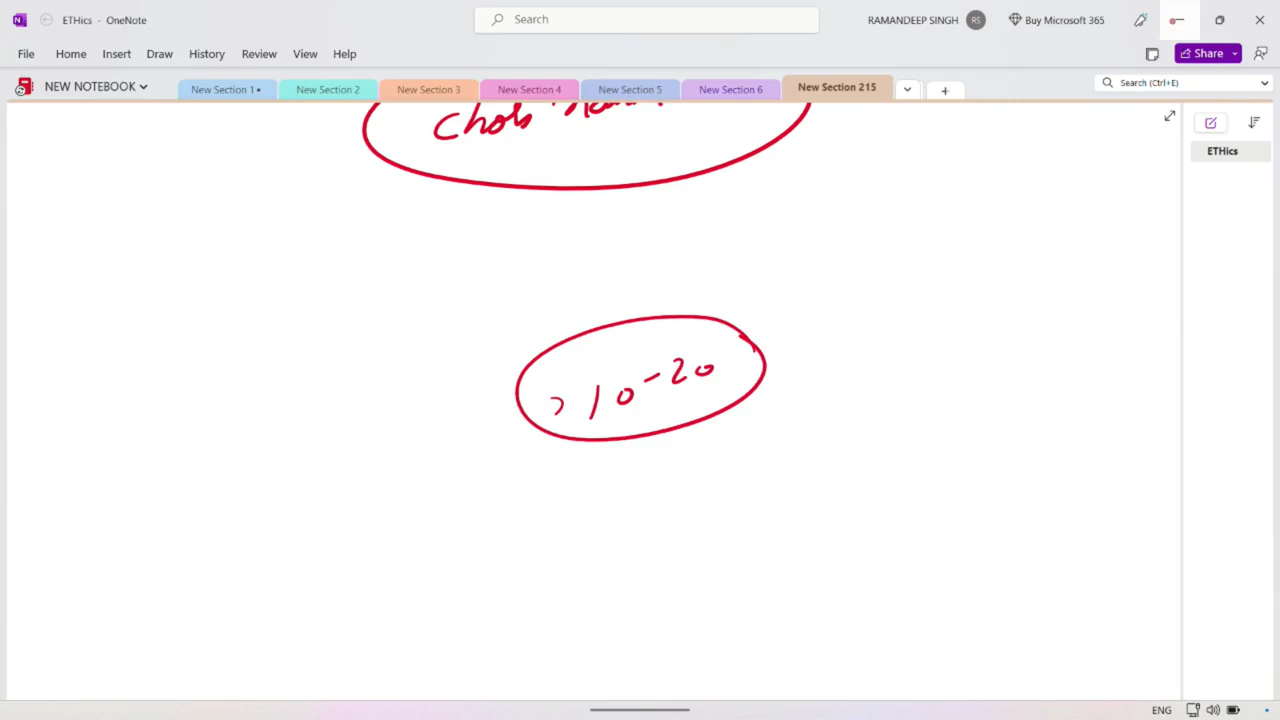 ETHics - OneNote
Search
RAMANDEEP SINGH RS
Buy Microsoft 365
File Home Insert Draw History Review View Help
Share
NEW NOTEBOOK
New Section 1 New Section 2 New Section 3 New Section 4 New Section 5 New Section 6 New Section 215
Search (Ctrl+E)
ETHics
> 10-20
ENG